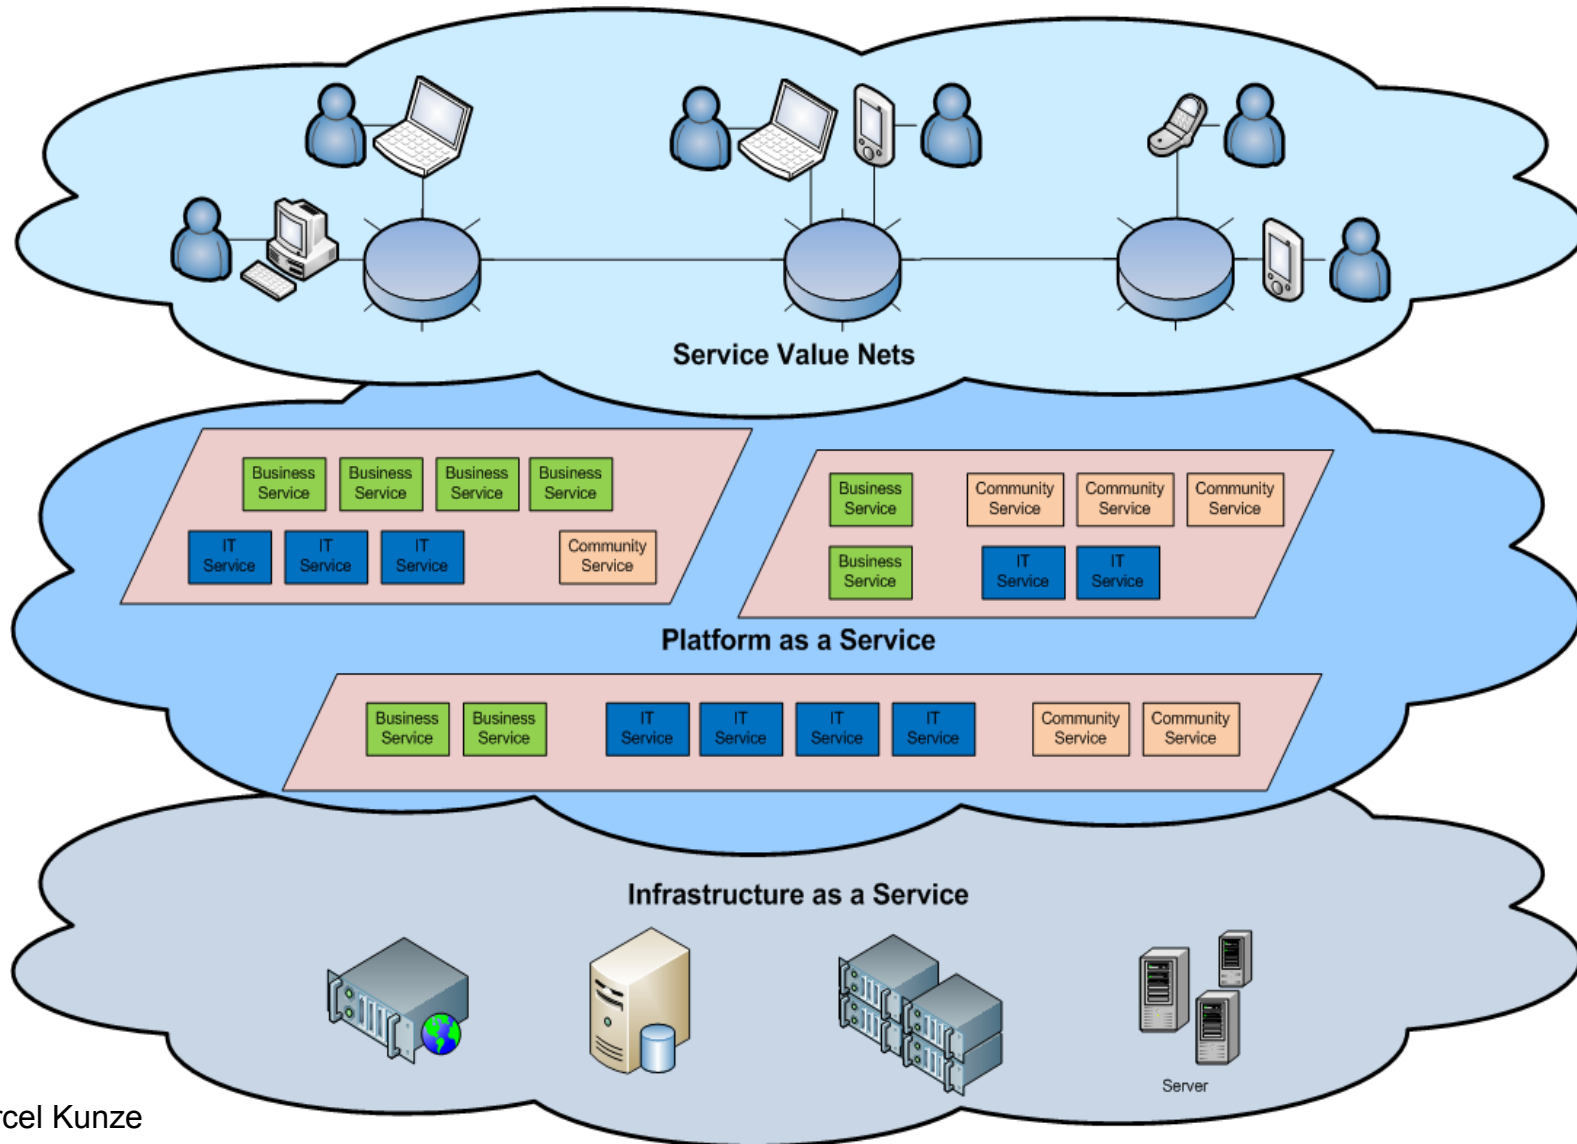 Service Value Nets
Business
Service
Business
Service
Business
Service
Business
Service
IT
Service
IT
Service
IT
Service
Community
Service
Business
Service
Community
Service
Community
Service
Community
Service
Business
Service
IT
Service
IT
Service
Platform as a Service
Business
Service
Business
Service
IT
Service
IT
Service
IT
Service
IT
Service
Community
Service
Community
Service
Infrastructure as a Service
Server
rcel Kunze